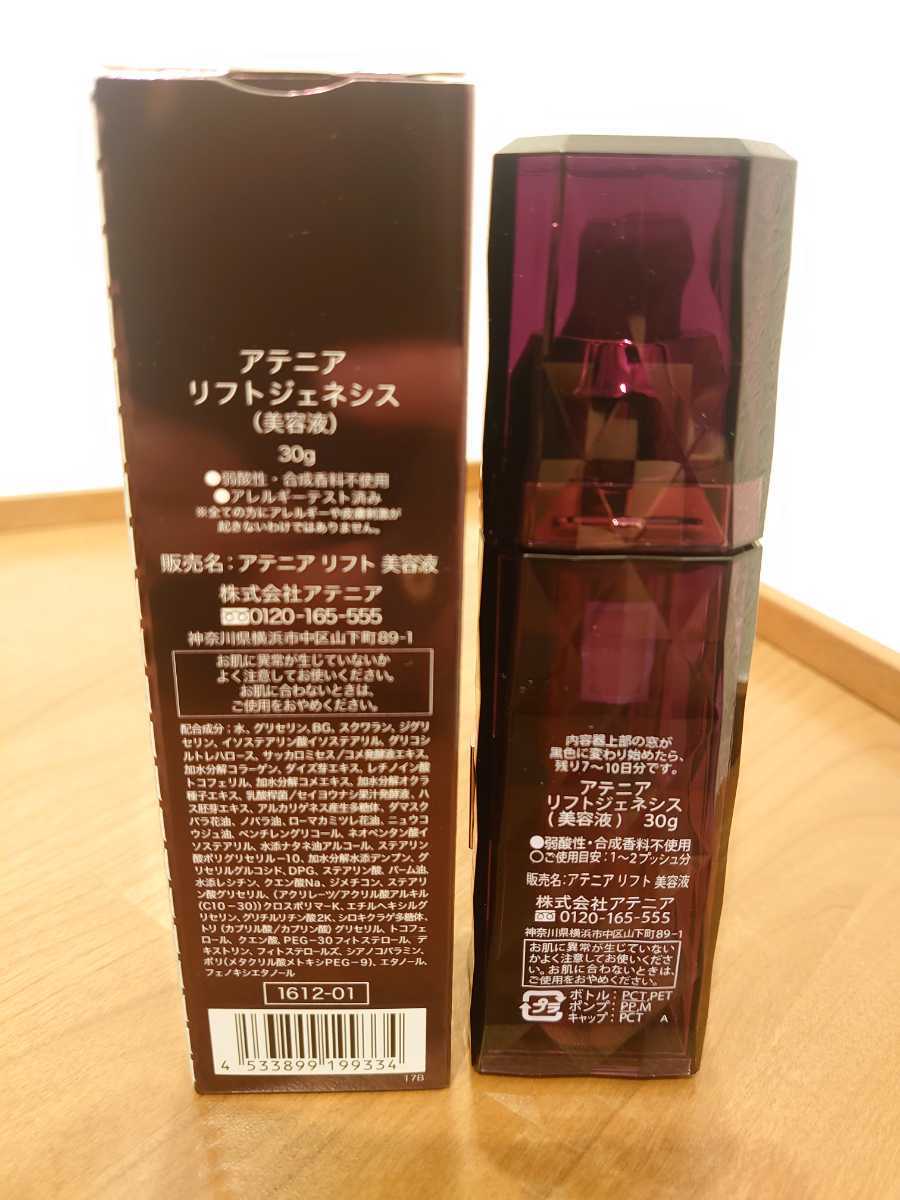 アテニア
リフトジェネシス
(美容液)
30g
●弱酸性・合成香料不使用
●アレルギーテスト済み
※全ての方にアレルギーや皮膚刺激が
起きないわけではありません。
販売名:アテニア リフト 美容液
株式会社アテニア
0120-165-555
神奈川県横浜市中区山下町89-1
お肌に異常が生じていないか
よく注意してお使いください。
お肌に合わないときは、
ご使用をおやめください。
配合成分:水、グリセリン、BG、スクワラン、ジグリ
セリン、イソステアリン酸イソステアリル、グリコシ
ルトレハロース、サッカロミセス/コメ発酵液エキス、
加水分解コラーゲン、ダイズ芽エキス、レチノイン酸
トコフェリル、加水分解コメエキス、加水分解オクラ
種子エキス、乳酸桿菌/セイヨウナシ果汁発酵液、ハ
ス胚芽エキス、アルカリゲネス産生多糖体、ダマスク
バラ花油、ノバラ油、ローマカミツレ花油、ニュウコ
ウジュ油、ペンチレングリコール、ネオペンタン酸イ
ソステアリル、水添ナタネ油アルコール、ステアリン
酸ポリグリセリル-10、加水分解水添デンプン、グ
リセリルグルコシド、DPG、ステアリン酸、パーム油、
水添レシチン、クエン酸Na、ジメチコン、ステアリ
ン酸グリセリル、(アクリレーツ/アクリル酸アルキル
(C10-30))クロスポリマーK、エチルヘキシルグ
リセリン、グリチルリチン酸2K、シロキクラゲ多糖体、
トリ(カプリル酸/カプリン酸)グリセリル、トコフェ
ロール、クエン酸、PEG-30フィトステロール、デ
キストリン、フィトステロールズ、シアノコバラミン、
ポリ(メタクリル酸メトキシPEG-9)、エタノール、
フェノキシエタノール
1612-01
4 533899 199334
17B
内容器上部の窓が
黒色に変わり始めたら、
残り7〜10日分です。
アテニア
リフトジェネシス
(美容液) 30g
●弱酸性・合成香料不使用
○ご使用目安:1〜2プッシュ分
販売名:アテニア リフト 美容液
株式会社アテニア
0120-165-555
神奈川県横浜市中区山下町89-1
お肌に異常が生じていない
かよく注意してお使いくださ
い。お肌に合わないときは、
ご使用をおやめください。
プラ
ボトル:PCT,PET
ポンプ:PP,M
キャップ:PCT A